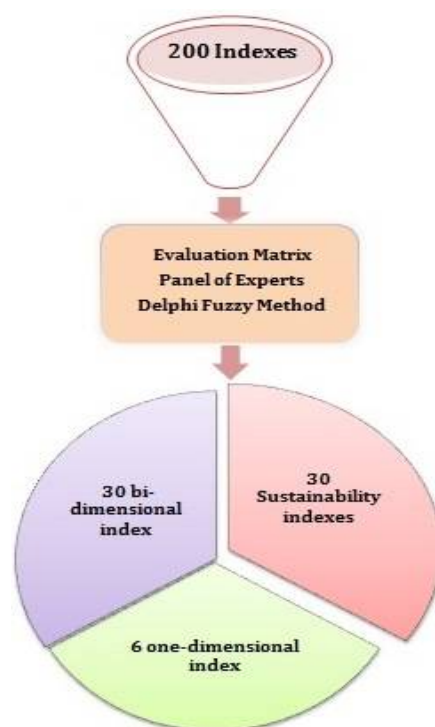 200 Indexes
Evaluation Matrix
Panel of Experts
Delphi Fuzzy Method
30 bi-
dimensional
index
30
Sustainability
indexes
6 one-dimensional
index